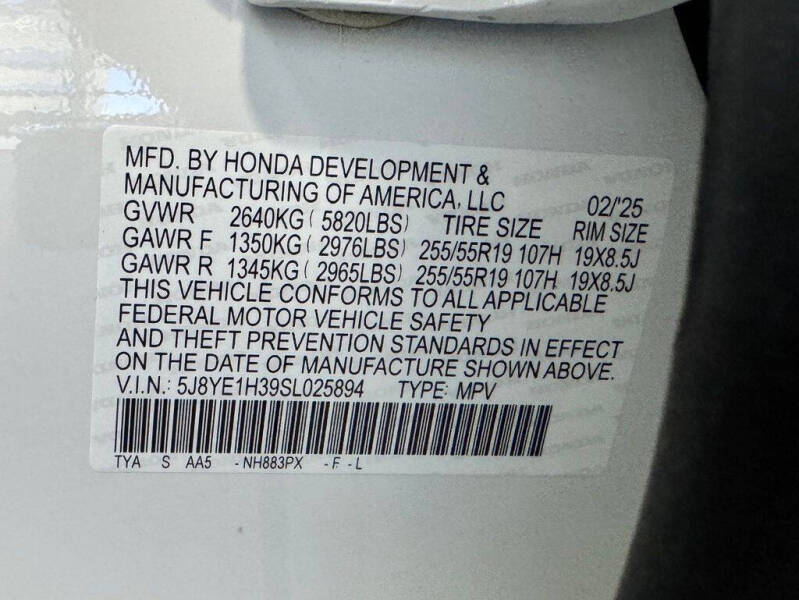 MFD. BY HONDA DEVELOPMENT &
MANUFACTURING OF AMERICA, LLC 02/'25
GVWR 2640KG ( 5820LBS) TIRE SIZE RIM SIZE
GAWR F 1350KG ( 2976LBS) 255/55R19 107H 19X8.5J
GAWR R 1345KG ( 2965LBS) 255/55R19 107H 19X8.5J
THIS VEHICLE CONFORMS TO ALL APPLICABLE
FEDERAL MOTOR VEHICLE SAFETY
AND THEFT PREVENTION STANDARDS IN EFFECT
ON THE DATE OF MANUFACTURE SHOWN ABOVE.
V.I.N.: 5J8YE1H39SL025894 TYPE: MPV
TYA S AA5 -NH883PX -F -L